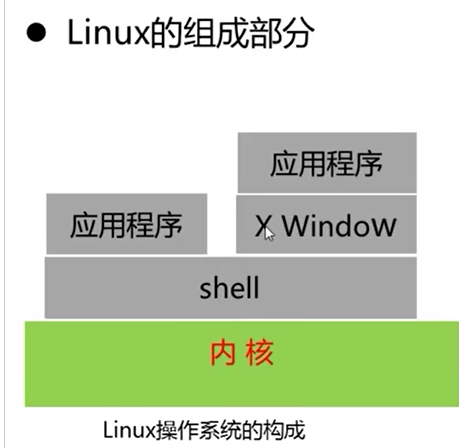 ● Linux的组成部分
应用程序
应用程序
X Window
shell
内 核
Linux操作系统的构成